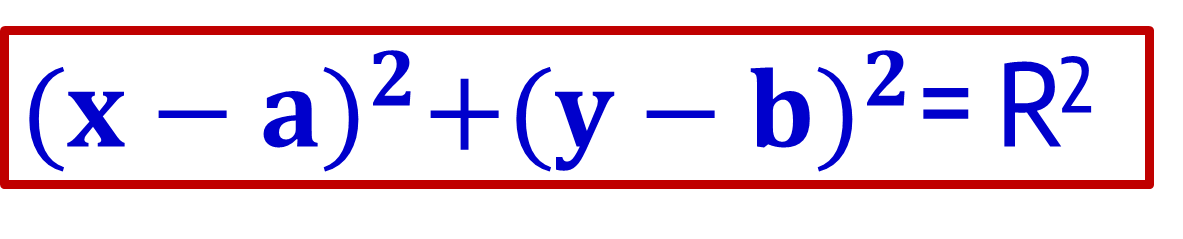 (x − a)²+(y − b)²= R²